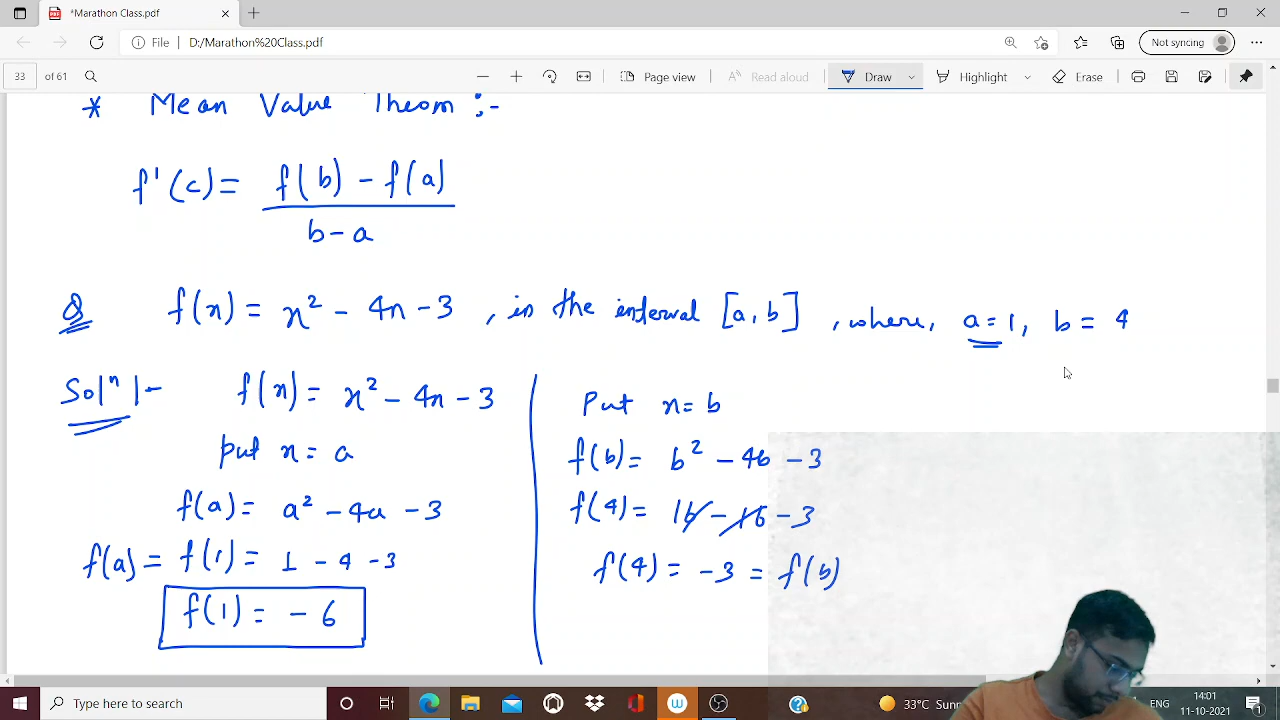 *Marathon Class.pdf
File D:/Marathon%20Class.pdf Not syncing
33 of 61 Page view Read aloud Draw Highlight Erase
* Mean Value Theom :-
f'(c) = f(b) - f(a)
b - a
Q f(x) = x² - 4x - 3 , in the interval [a, b] , where, a = 1, b = 4
Solⁿ :- f(x) = x² - 4x - 3
put x = a
f(a) = a² - 4a - 3
f(a) = f(1) = 1 - 4 - 3
f(1) = - 6
Put x = b
f(b) = b² - 4b - 3
f(4) = 16 - 16 - 3
f(4) = -3 = f(b)
Type here to search 33°C Sunn ENG 14:01
11-10-2021